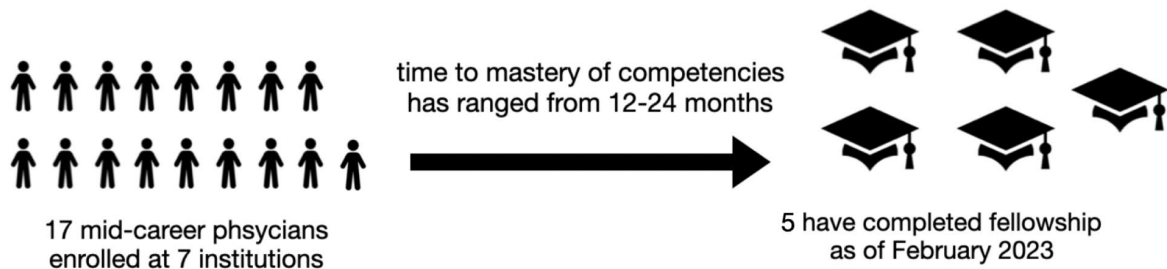 time to mastery of competencies
has ranged from 12-24 months
17 mid-career phsycians
enrolled at 7 institutions
5 have completed fellowship
as of February 2023